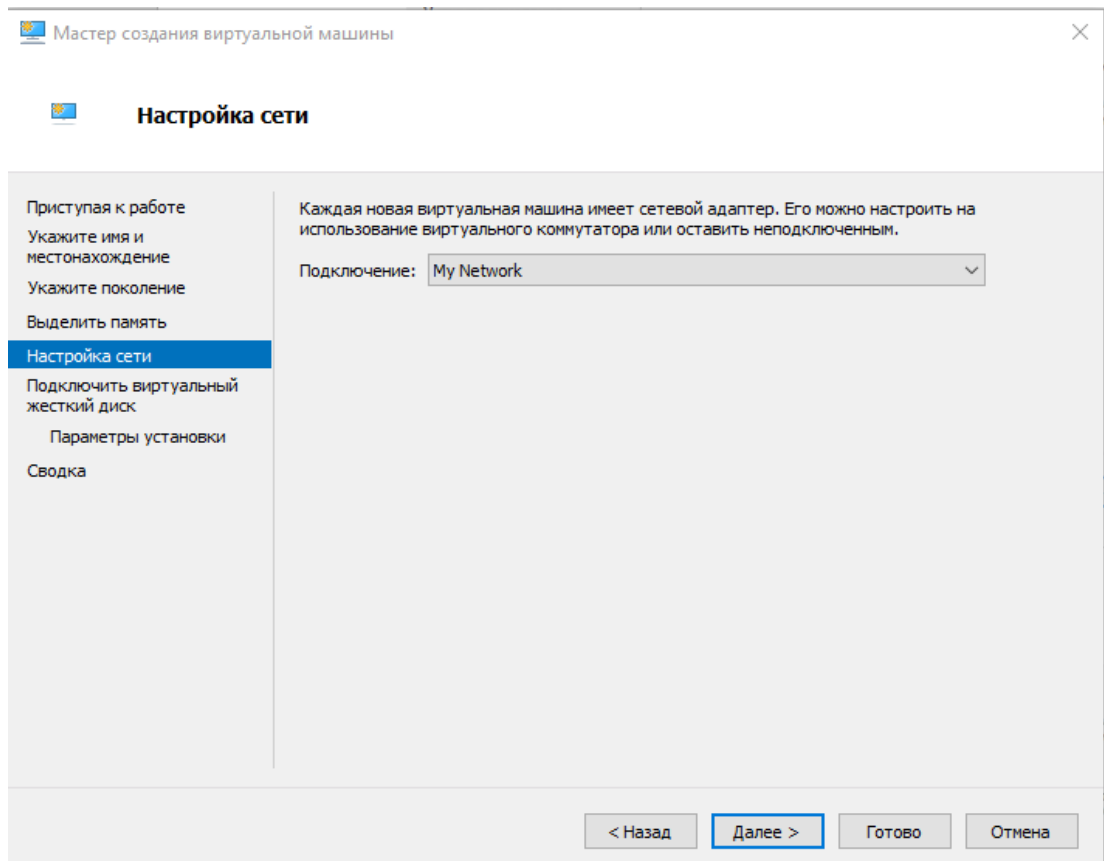 Мастер создания виртуальной машины
Настройка сети
Приступая к работе
Укажите имя и
местонахождение
Укажите поколение
Выделить память
Настройка сети
Подключить виртуальный
жесткий диск
Параметры установки
Сводка
Каждая новая виртуальная машина имеет сетевой адаптер. Его можно настроить на
использование виртуального коммутатора или оставить неподключенным.
Подключение: My Network
< Назад Далее > Готово Отмена